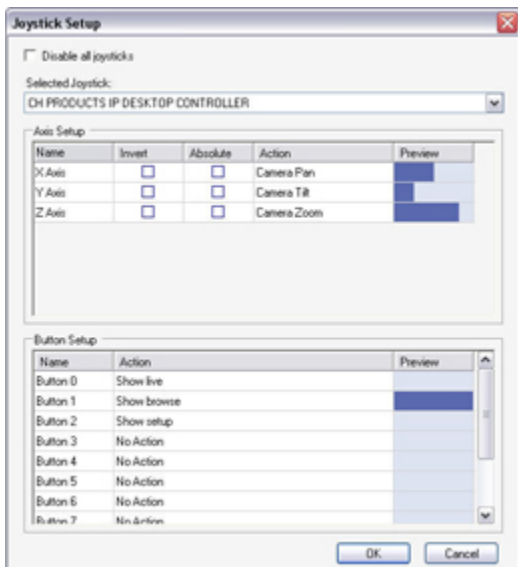 Joystick Setup
Disable all joysticks
Selected Joystick:
CH PRODUCTS IP DESKTOP CONTROLLER
Axis Setup
Name Invert Absolute Action Preview
X Axis Camera Pan
Y Axis Camera Tilt
Z Axis Camera Zoom
Button Setup
Name Action Preview
Button 0 Show live
Button 1 Show browse
Button 2 Show setup
Button 3 No Action
Button 4 No Action
Button 5 No Action
Button 6 No Action
Button 7 No Action
OK Cancel